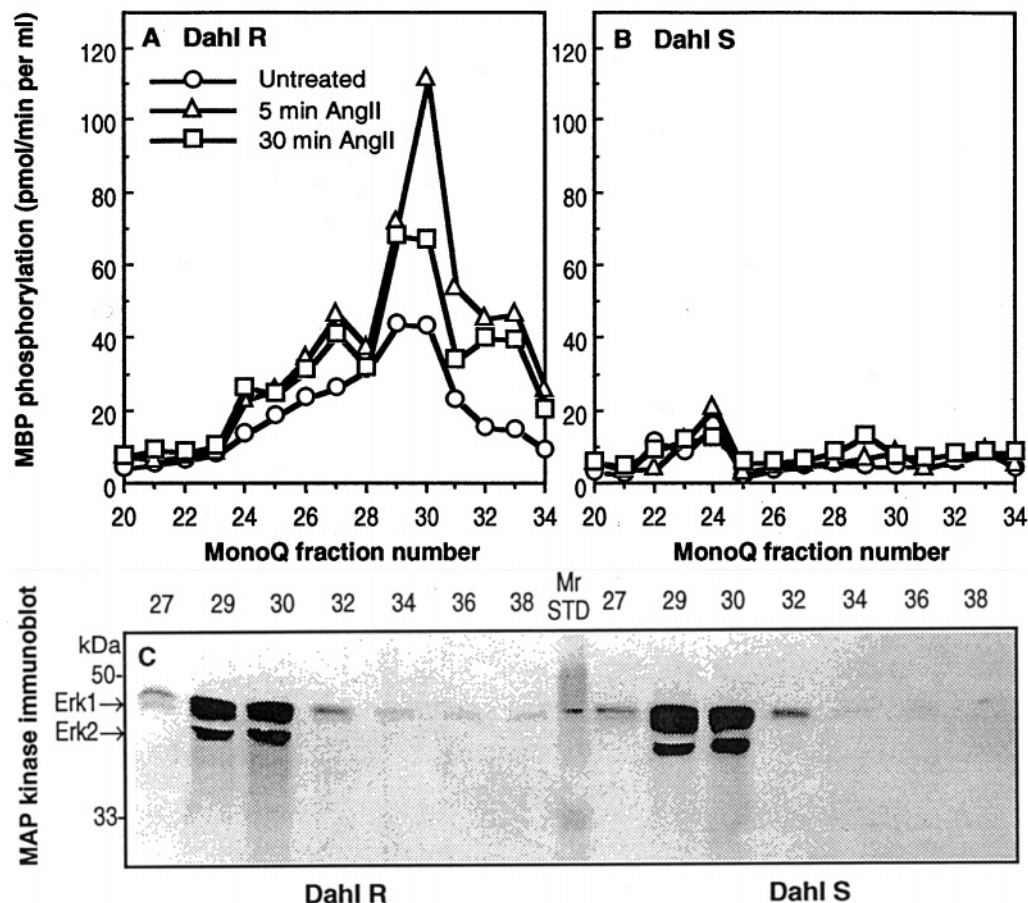 MBP phosphorylation (pmol/min per ml)
A Dahl R
Untreated
5 min AngII
30 min AngII
120
100
80
60
40
20
0
20 22 24 26 28 30 32 34
MonoQ fraction number
B Dahl S
120
100
80
60
40
20
0
20 22 24 26 28 30 32 34
MonoQ fraction number
MAP kinase immunoblot
27 29 30 32 34 36 38 Mr STD 27 29 30 32 34 36 38
kDa
C
50-
Erk1→
Erk2→
33-
Dahl R
Dahl S